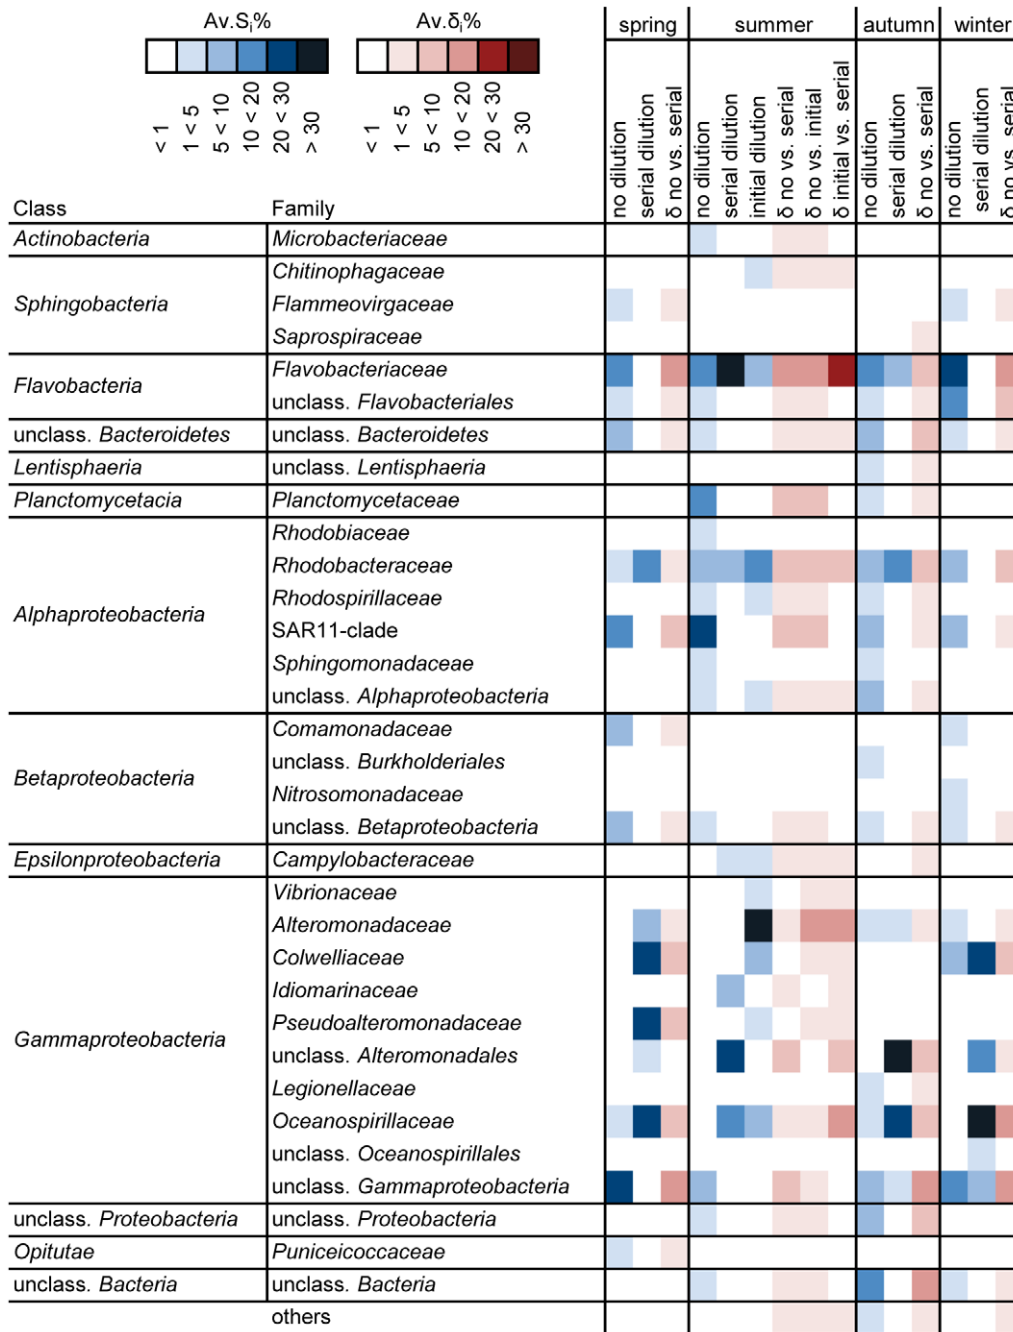 Av.Sᵢ% Av.δᵢ%
< 1 1 < 5 5 < 10 10 < 20 20 < 30 > 30 < 1 1 < 5 5 < 10 10 < 20 20 < 30 > 30
spring summer autumn winter
no dilution serial dilution δ no vs. serial no dilution serial dilution initial dilution δ no vs. serial δ no vs. initial δ initial vs. serial no dilution serial dilution δ no vs. serial no dilution serial dilution δ no vs. serial
Class Family
Actinobacteria Microbacteriaceae
Sphingobacteria Chitinophagaceae
Flammeovirgaceae
Saprospiraceae
Flavobacteria Flavobacteriaceae
unclass. Flavobacteriales
unclass. Bacteroidetes unclass. Bacteroidetes
Lentisphaeria unclass. Lentisphaeria
Planctomycetacia Planctomycetaceae
Alphaproteobacteria Rhodobiaceae
Rhodobacteraceae
Rhodospirillaceae
SAR11-clade
Sphingomonadaceae
unclass. Alphaproteobacteria
Betaproteobacteria Comamonadaceae
unclass. Burkholderiales
Nitrosomonadaceae
unclass. Betaproteobacteria
Epsilonproteobacteria Campylobacteraceae
Gammaproteobacteria Vibrionaceae
Alteromonadaceae
Colwelliaceae
Idiomarinaceae
Pseudoalteromonadaceae
unclass. Alteromonadales
Legionellaceae
Oceanospirillaceae
unclass. Oceanospirillales
unclass. Gammaproteobacteria
unclass. Proteobacteria unclass. Proteobacteria
Opitutae Puniceicoccaceae
unclass. Bacteria unclass. Bacteria
others